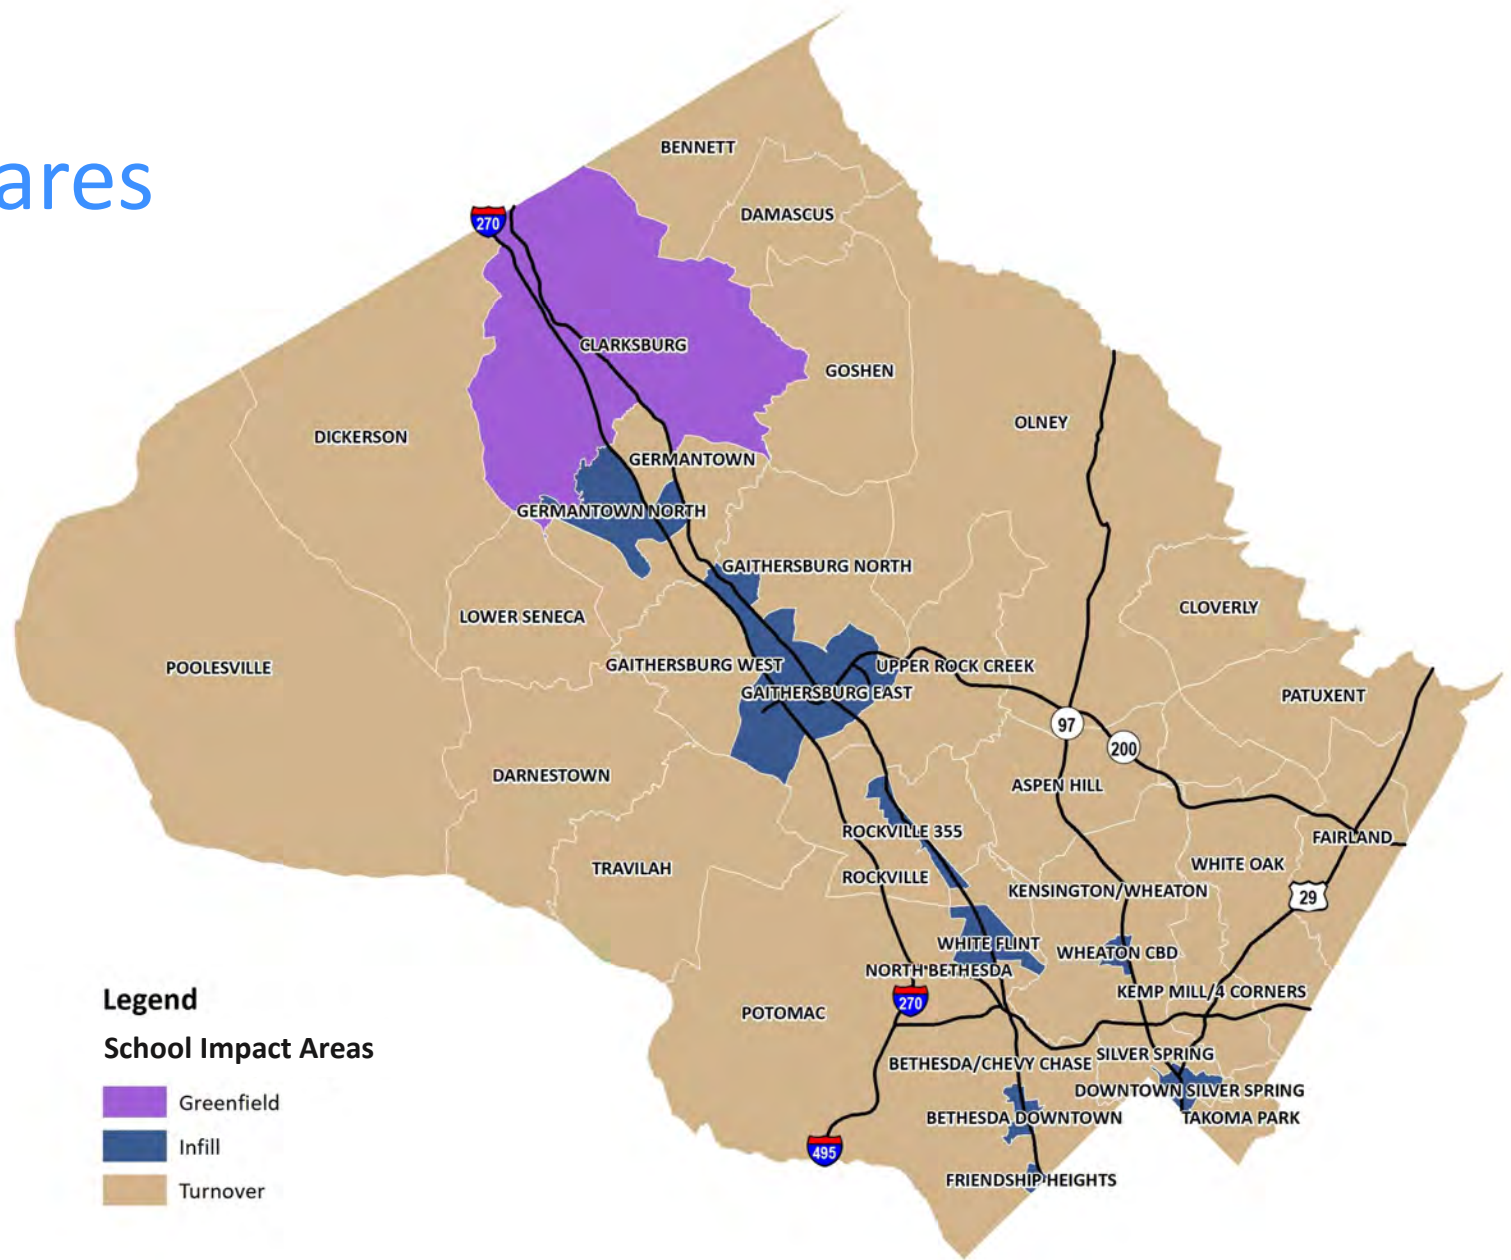 ares
BENNETT
DAMASCUS
270
CLARKSBURG
GOSHEN
OLNEY
DICKERSON
GERMANTOWN
GERMANTOWN NORTH
GAITHERSBURG NORTH
CLOVERLY
LOWER SENECA
POOLESVILLE
GAITHERSBURG WEST
UPPER ROCK CREEK
GAITHERSBURG EAST
PATUXENT
97
200
DARNESTOWN
ASPEN HILL
ROCKVILLE 355
FAIRLAND
WHITE OAK
TRAVILAH
ROCKVILLE
KENSINGTON/WHEATON
29
WHITE FLINT
WHEATON CBD
NORTH BETHESDA
270
KEMP MILL/4 CORNERS
POTOMAC
SILVER SPRING
BETHESDA/CHEVY CHASE
DOWNTOWN SILVER SPRING
BETHESDA DOWNTOWN
TAKOMA PARK
495
FRIENDSHIP HEIGHTS
Legend
School Impact Areas
Greenfield
Infill
Turnover